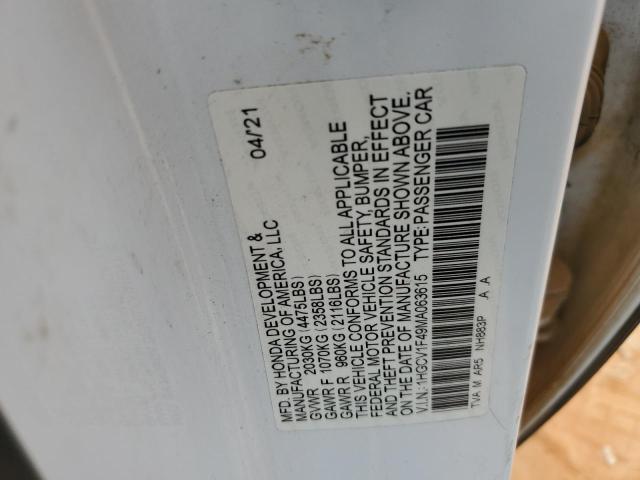 04/21
MFD. BY HONDA DEVELOPMENT &
MANUFACTURING OF AMERICA, LLC
GVWR 2030KG (4475LBS)
GAWR F 1070KG (2358LBS)
GAWR R 960KG (2116LBS)
THIS VEHICLE CONFORMS TO ALL APPLICABLE
FEDERAL MOTOR VEHICLE SAFETY, BUMPER,
AND THEFT PREVENTION STANDARDS IN EFFECT
ON THE DATE OF MANUFACTURE SHOWN ABOVE.
V.I.N.: 1HGCV1F49MA063615 TYPE:PASSENGER CAR
TVA M AR5 NH883P A A